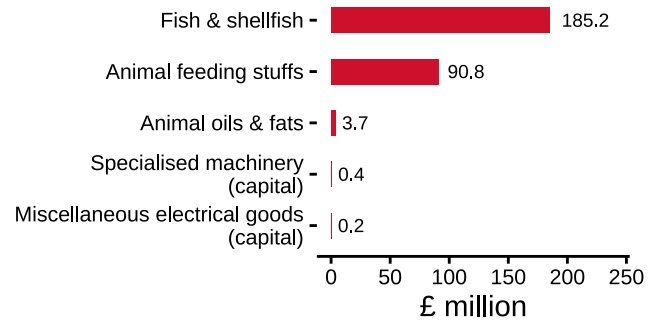 Fish & shellfish
185.2
Animal feeding stuffs
90.8
Animal oils & fats
3.7
Specialised machinery
(capital)
0.4
Miscellaneous electrical goods
(capital)
0.2
0 50 100 150 200 250
£ million